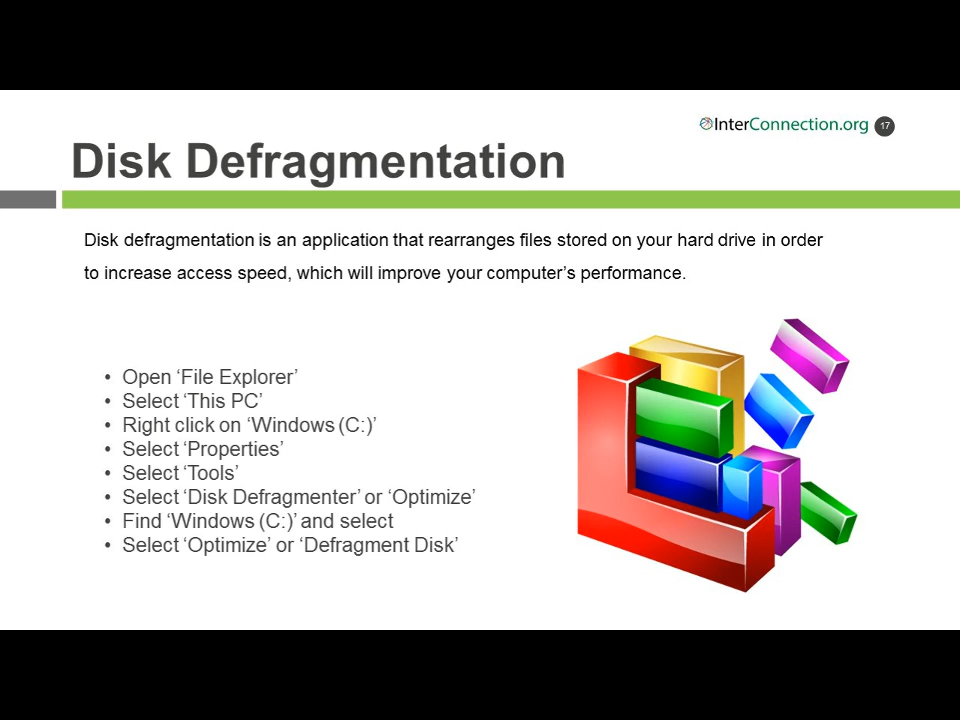 InterConnection.org 17
Disk Defragmentation
Disk defragmentation is an application that rearranges files stored on your hard drive in order
to increase access speed, which will improve your computer’s performance.
• Open ‘File Explorer’
• Select ‘This PC’
• Right click on ‘Windows (C:)’
• Select ‘Properties’
• Select ‘Tools’
• Select ‘Disk Defragmenter’ or ‘Optimize’
• Find ‘Windows (C:)’ and select
• Select ‘Optimize’ or ‘Defragment Disk’